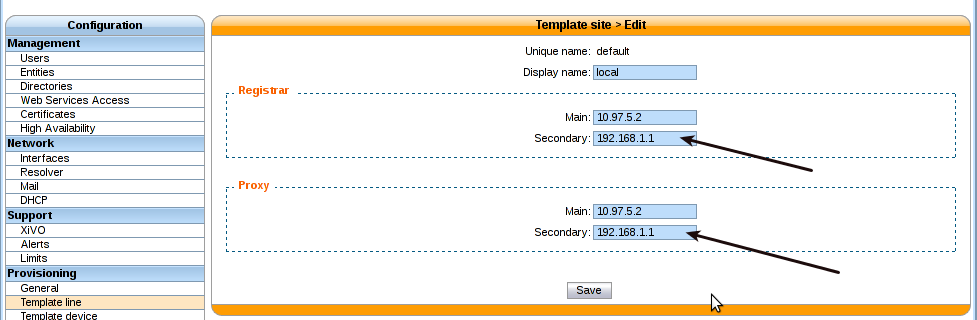 Configuration
Management
Users
Entities
Directories
Web Services Access
Certificates
High Availability
Network
Interfaces
Resolver
Mail
DHCP
Support
XiVO
Alerts
Limits
Provisioning
General
Template line
Template device
Template site > Edit
Unique name: default
Display name: local
Registrar
Main: 10.97.5.2
Secondary: 192.168.1.1
Proxy
Main: 10.97.5.2
Secondary: 192.168.1.1
Save